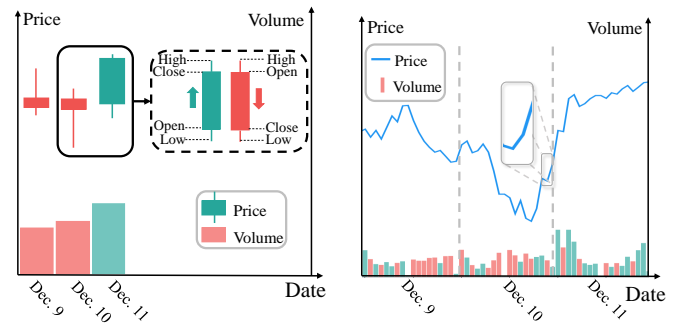 Price
Volume
High
Close
Open
Low
High
Open
Close
Low
Price
Volume
Dec. 9
Dec. 10
Dec. 11
Date
Price
Volume
Price
Volume
Dec. 9
Dec. 10
Dec. 11
Date